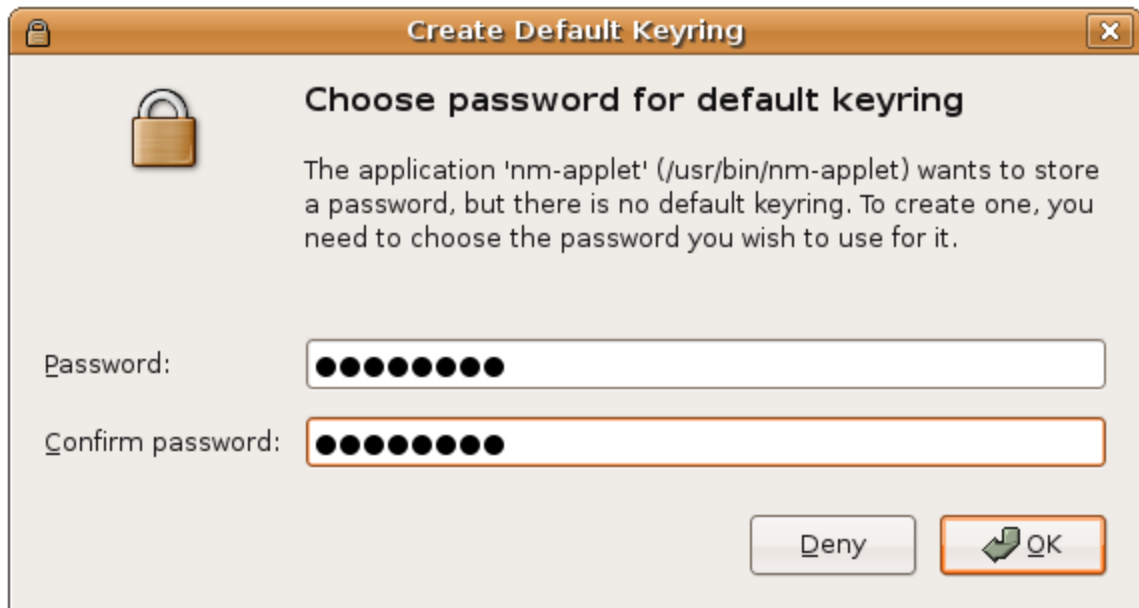 Create Default Keyring
Choose password for default keyring
The application 'nm-applet' (/usr/bin/nm-applet) wants to store
a password, but there is no default keyring. To create one, you
need to choose the password you wish to use for it.
Password: ●●●●●●●●
Confirm password: ●●●●●●●●
Deny OK